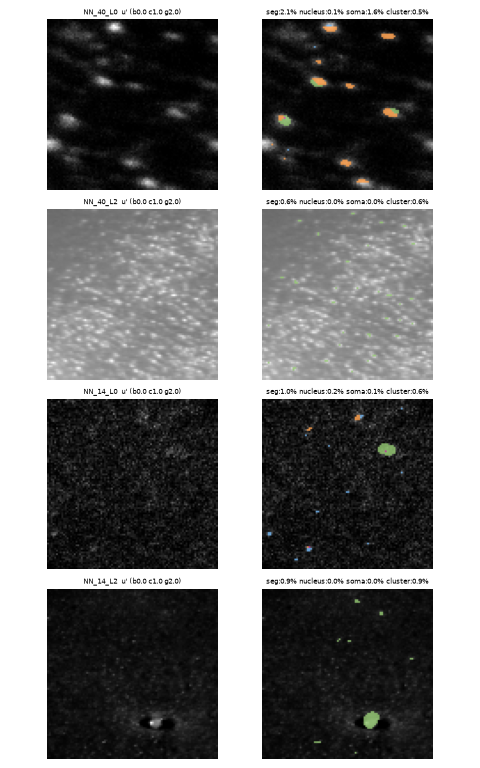 NN_40_L0 u' (b0.0 c1.0 g2.0)
seg:2.1% nucleus:0.1% soma:1.6% cluster:0.5%
NN_40_L2 u' (b0.0 c1.0 g2.0)
seg:0.6% nucleus:0.0% soma:0.0% cluster:0.6%
NN_14_L0 u' (b0.0 c1.0 g2.0)
seg:1.0% nucleus:0.2% soma:0.1% cluster:0.6%
NN_14_L2 u' (b0.0 c1.0 g2.0)
seg:0.9% nucleus:0.0% soma:0.0% cluster:0.9%